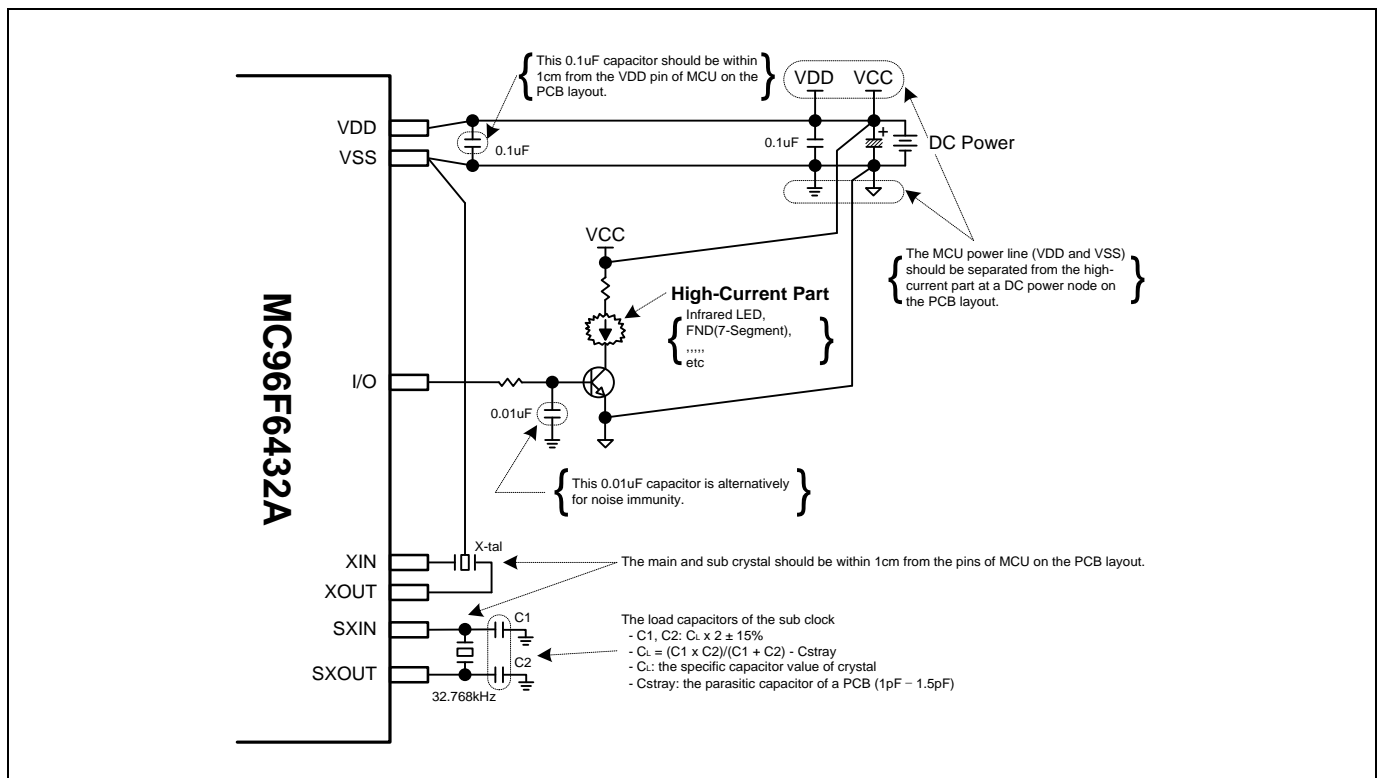 This 0.1uF capacitor should be within
1cm from the VDD pin of MCU on the
PCB layout.
VDD VCC
VDD
0.1uF
0.1uF
+
DC Power
VSS
VCC
The MCU power line (VDD and VSS)
should be separated from the high-
current part at a DC power node on
the PCB layout.
High-Current Part
Infrared LED,
FND(7-Segment),
,,,,,
etc
MC96F6432A
I/O
0.01uF
This 0.01uF capacitor is alternatively
for noise immunity.
X-tal
XIN
The main and sub crystal should be within 1cm from the pins of MCU on the PCB layout.
XOUT
SXIN
C1
C2
SXOUT
32.768kHz
The load capacitors of the sub clock
- C1, C2: CL x 2 ± 15%
- CL = (C1 x C2)/(C1 + C2) - Cstray
- CL: the specific capacitor value of crystal
- Cstray: the parasitic capacitor of a PCB (1pF – 1.5pF)